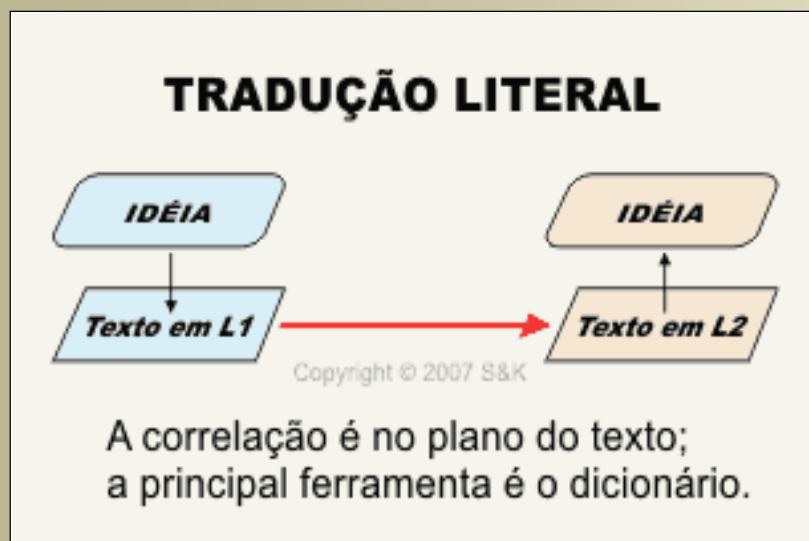 TRADUÇÃO LITERAL
IDÉIA
IDÉIA
Texto em L1
Texto em L2
Copyright © 2007 S&K
A correlação é no plano do texto;
a principal ferramenta é o dicionário.